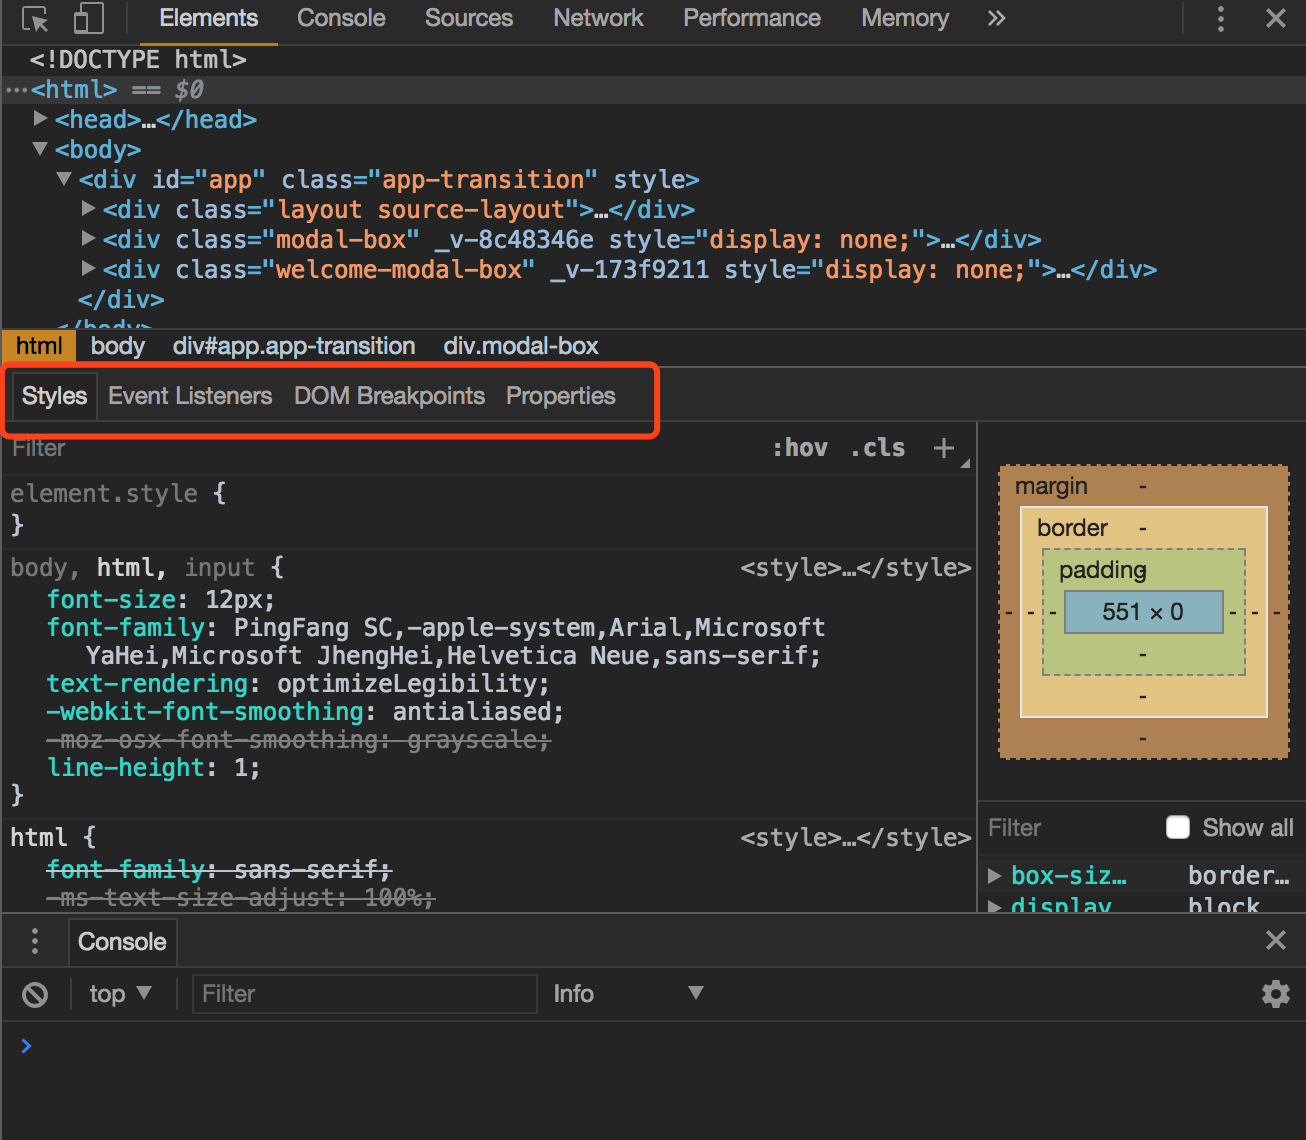 Elements Console Sources Network Performance Memory »
<!DOCTYPE html>
…<html> == $0
<head>…</head>
<body>
<div id="app" class="app-transition" style>
<div class="layout source-layout">…</div>
<div class="modal-box" _v-8c48346e style="display: none;">…</div>
<div class="welcome-modal-box" _v-173f9211 style="display: none;">…</div>
</div>
</body>
html body div#app.app-transition div.modal-box
Styles Event Listeners DOM Breakpoints Properties
Filter :hov .cls +
element.style {
}
body, html, input { <style>…</style>
font-size: 12px;
font-family: PingFang SC,-apple-system,Arial,Microsoft
YaHei,Microsoft JhengHei,Helvetica Neue,sans-serif;
text-rendering: optimizeLegibility;
-webkit-font-smoothing: antialiased;
-moz-osx-font-smoothing: grayscale;
line-height: 1;
}
html { <style>…</style>
font-family: sans-serif;
-ms-text-size-adjust: 100%;
margin -
border -
padding -
- - - 551 × 0 - - -
-
-
-
Filter Show all
box-siz… border…
display block
Console
top Filter Info
>